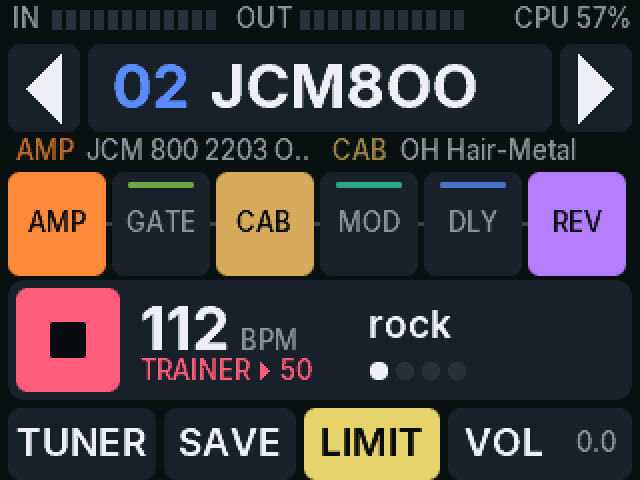 IN OUT CPU 57%
02 JCM800
AMP JCM 800 2203 O.. CAB OH Hair-Metal
AMP GATE CAB MOD DLY REV
112 BPM rock
TRAINER 50
TUNER SAVE LIMIT VOL 0.0